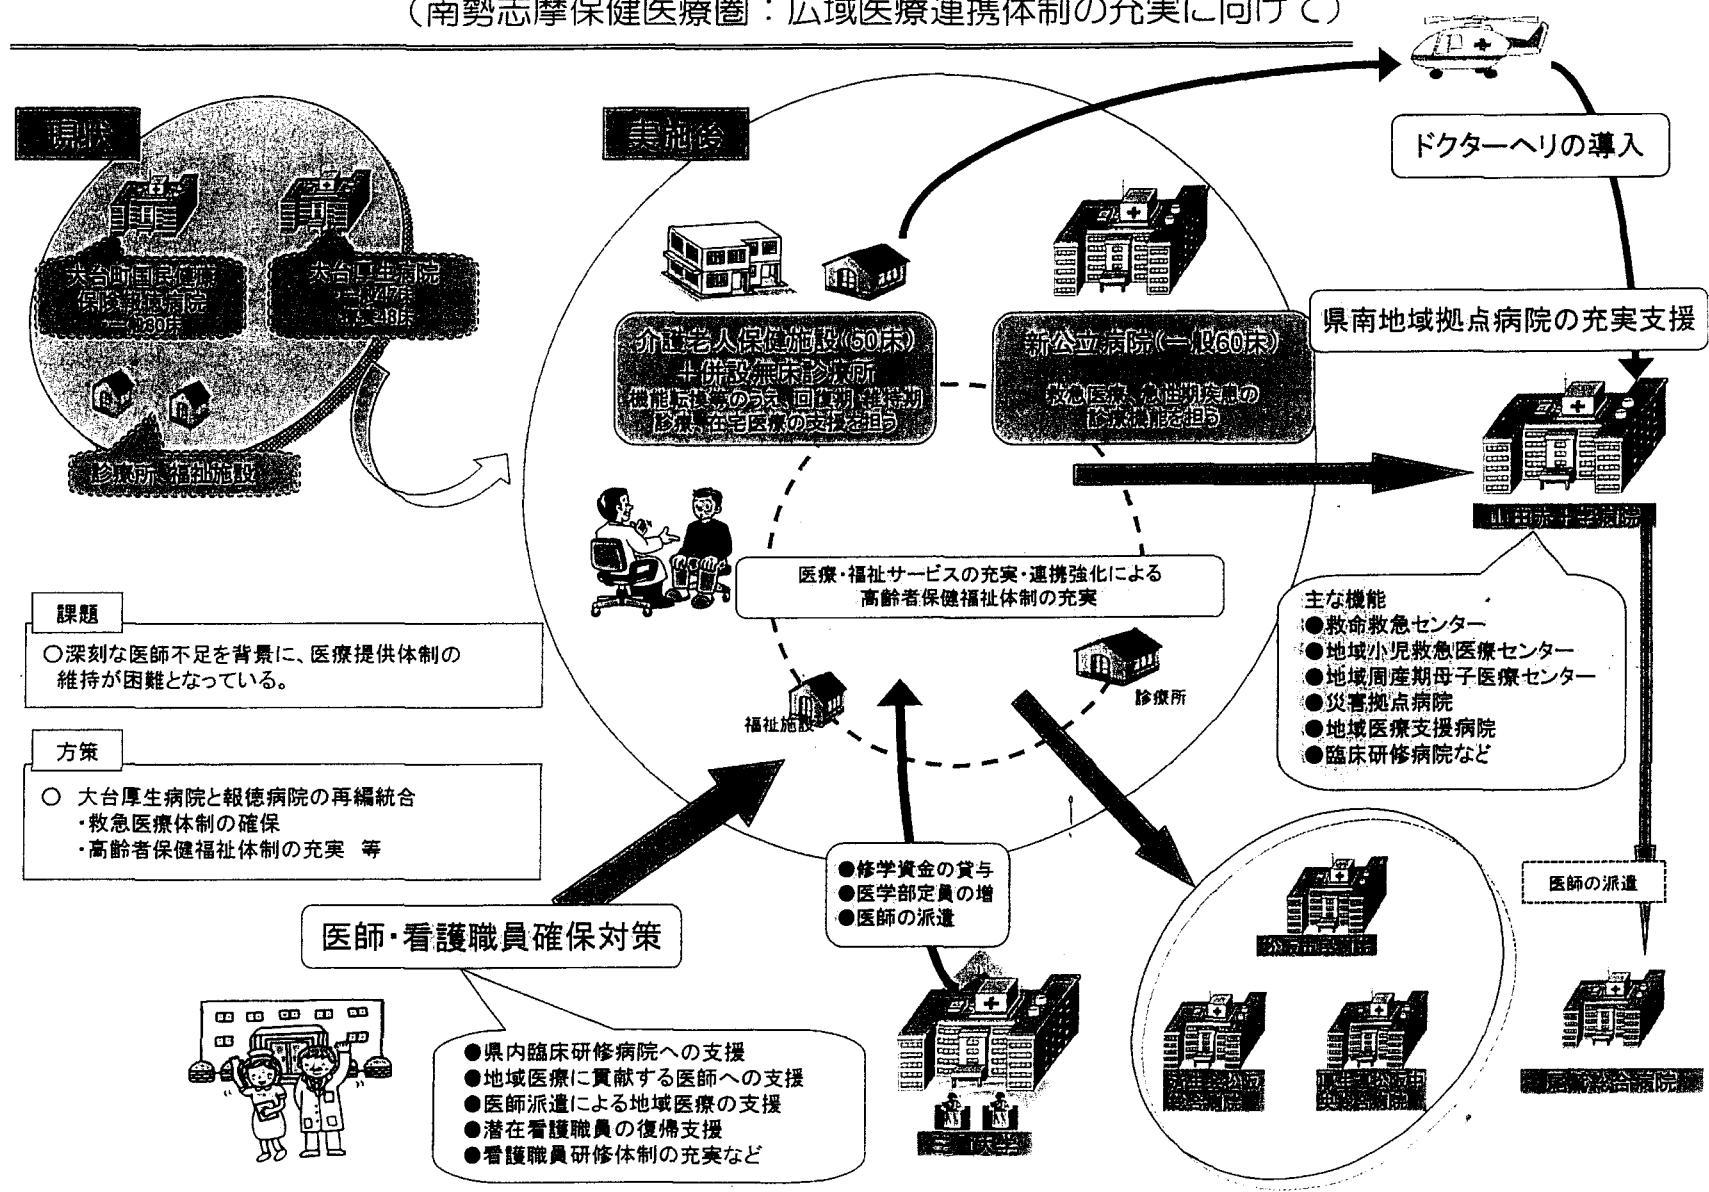 （南勢志摩保健医療圏：広域医療連携体制の充実に向けて）
現状
実施後
ドクターヘリの導入
大台町国民健康
保険報徳病院
大台厚生病院
診療所、福祉施設
介護老人保健施設（50床）
＋併設無床診療所
機能転換等のうえ、回復期、維持期
診療、在宅医療の支援を担う
新公立病院（一般60床）
救急医療、急性期疾患の
診療機能を担う
県南地域拠点病院の充実支援
山田赤十字病院
医療・福祉サービスの充実・連携強化による
高齢者保健福祉体制の充実
主な機能
●救命救急センター
●地域小児救急医療センター
●地域周産期母子医療センター
●災害拠点病院
●地域医療支援病院
●臨床研修病院など
課題
○深刻な医師不足を背景に、医療提供体制の
維持が困難となっている。
福祉施設
診療所
方策
○ 大台厚生病院と報徳病院の再編統合
・救急医療体制の確保
・高齢者保健福祉体制の充実 等
●修学資金の貸与
●医学部定員の増
●医師の派遣
医師の派遣
医師・看護職員確保対策
●県内臨床研修病院への支援
●地域医療に貢献する医師への支援
●医師派遣による地域医療の支援
●潜在看護職員の復帰支援
●看護職員研修体制の充実など
三重大学